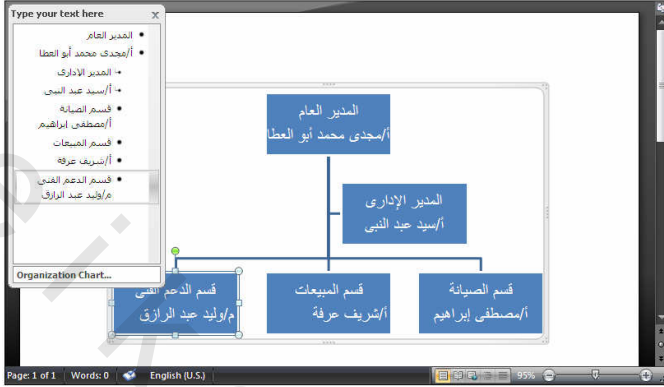 Type your text here
x
المدير العام
أ/مجدى محمد أبو العطا
المدير الإدارى
أ/سيد عبد النبى
قسم الصيانة
أ/مصطفى إبراهيم
قسم المبيعات
أ/شريف عرفة
قسم الدعم الفنى
م/وليد عبد الرازق
Organization Chart...
المدير العام
أ/مجدى محمد أبو العطا
المدير الإدارى
أ/سيد عبد النبى
قسم الصيانة
أ/مصطفى إبراهيم
قسم المبيعات
أ/شريف عرفة
قسم الدعم الفنى
م/وليد عبد الرازق
Page: 1 of 1 Words: 0 English (U.S.) 95%